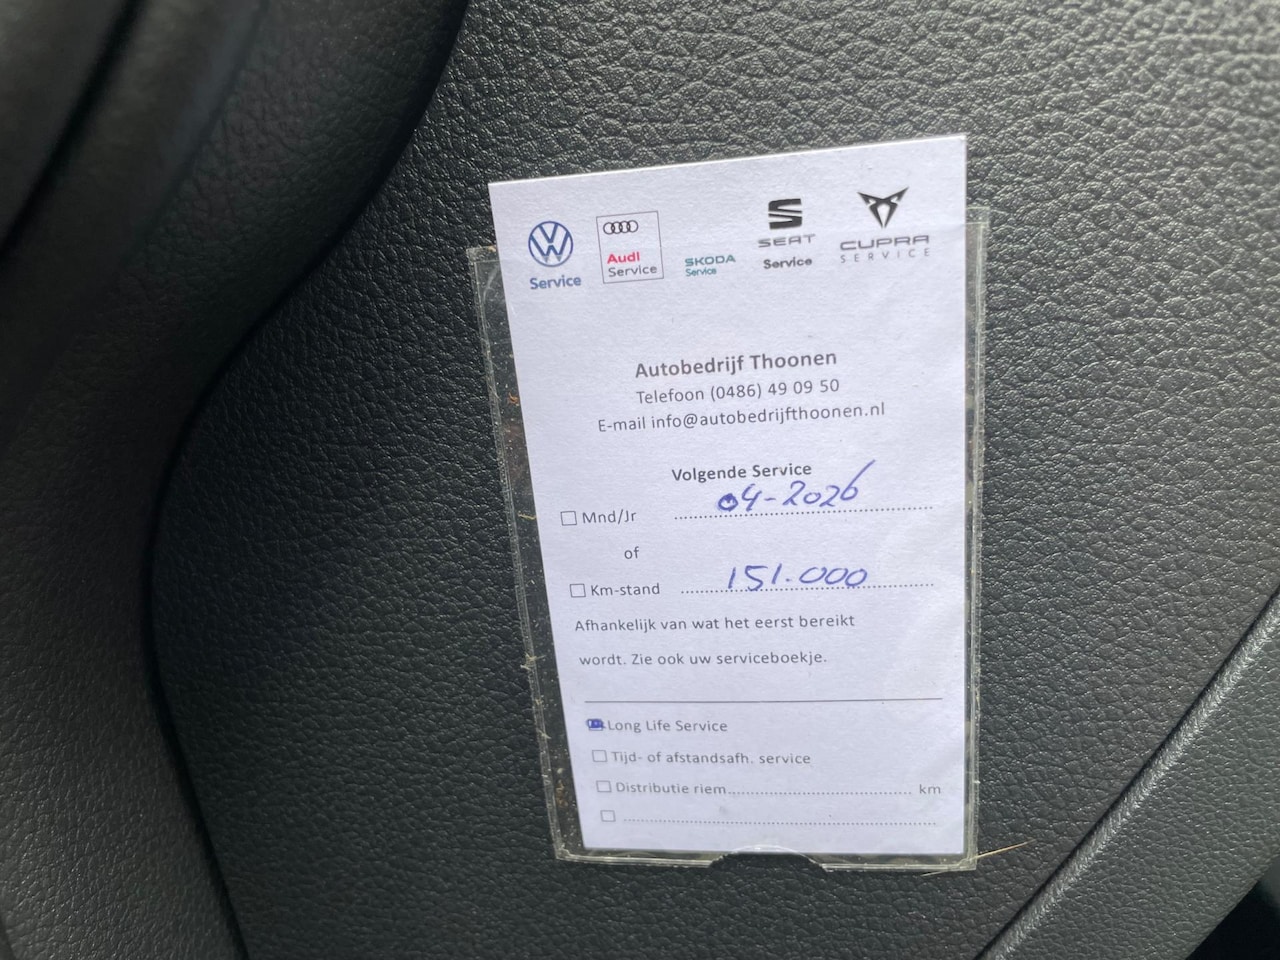 Service
Audi
Service
SKODA
Service
SEAT
Service
CUPRA
SERVICE
Autobedrijf Thoonen
Telefoon (0486) 49 09 50
E-mail info@autobedrijfthoonen.nl
Volgende Service
Mnd/Jr 04-2026
of
Km-stand 151.000
Afhankelijk van wat het eerst bereikt
wordt. Zie ook uw serviceboekje.
Long Life Service
Tijd- of afstandsafh. service
Distributie riem.................................... km